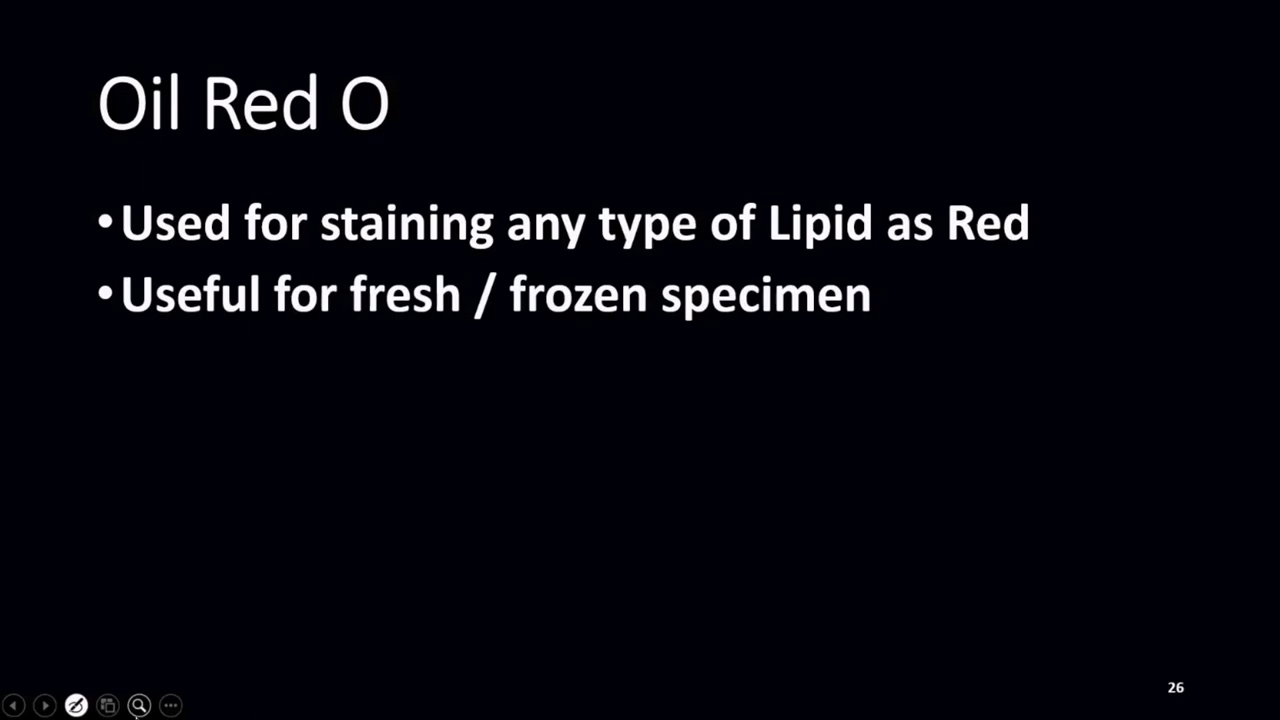 Oil Red O
•Used for staining any type of Lipid as Red
•Useful for fresh / frozen specimen
26